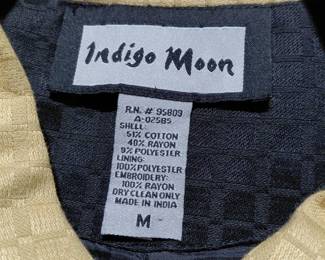 Indigo Moon
R.N. # 95809
A-02585
SHELL:
51% COTTON
40% RAYON
9% POLYESTER
LINING:
100% POLYESTER
EMBROIDERY:
100% RAYON
DRY CLEAN ONLY
MADE IN INDIA
M